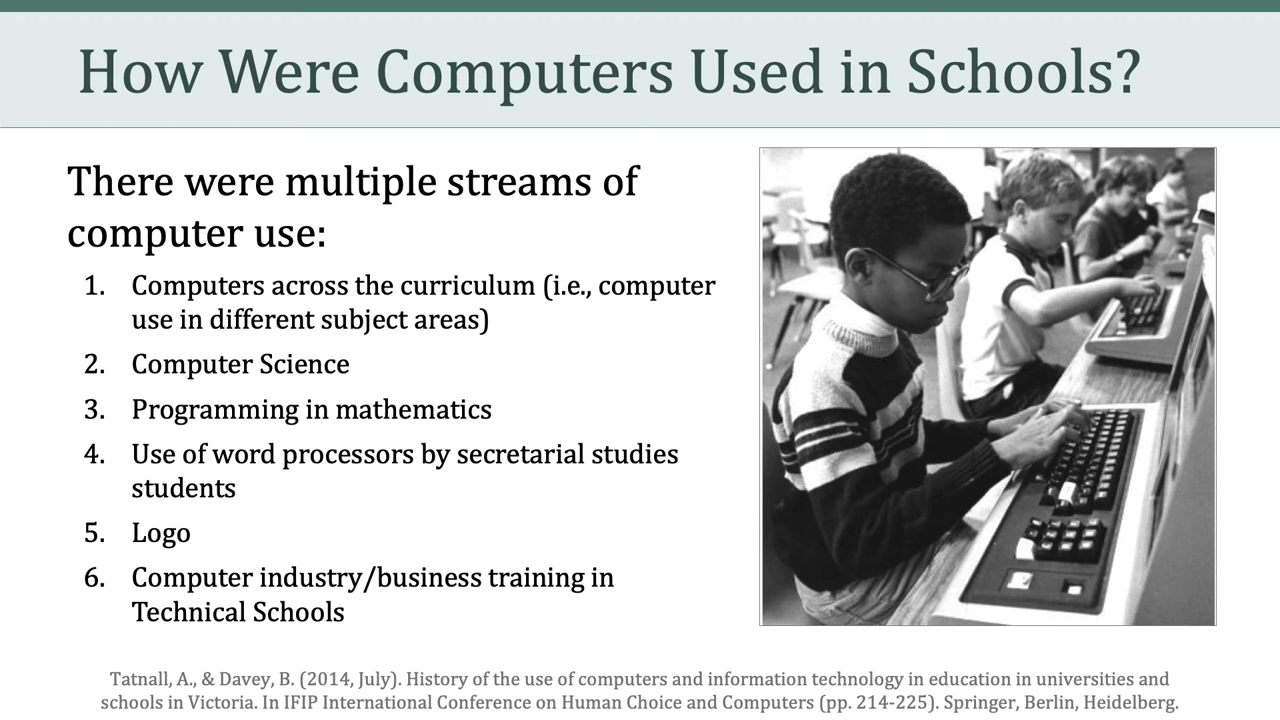 How Were Computers Used in Schools?
There were multiple streams of
computer use:
1. Computers across the curriculum (i.e., computer
use in different subject areas)
2. Computer Science
3. Programming in mathematics
4. Use of word processors by secretarial studies
students
5. Logo
6. Computer industry/business training in
Technical Schools
Tatnall, A., & Davey, B. (2014, July). History of the use of computers and information technology in education in universities and
schools in Victoria. In IFIP International Conference on Human Choice and Computers (pp. 214-225). Springer, Berlin, Heidelberg.